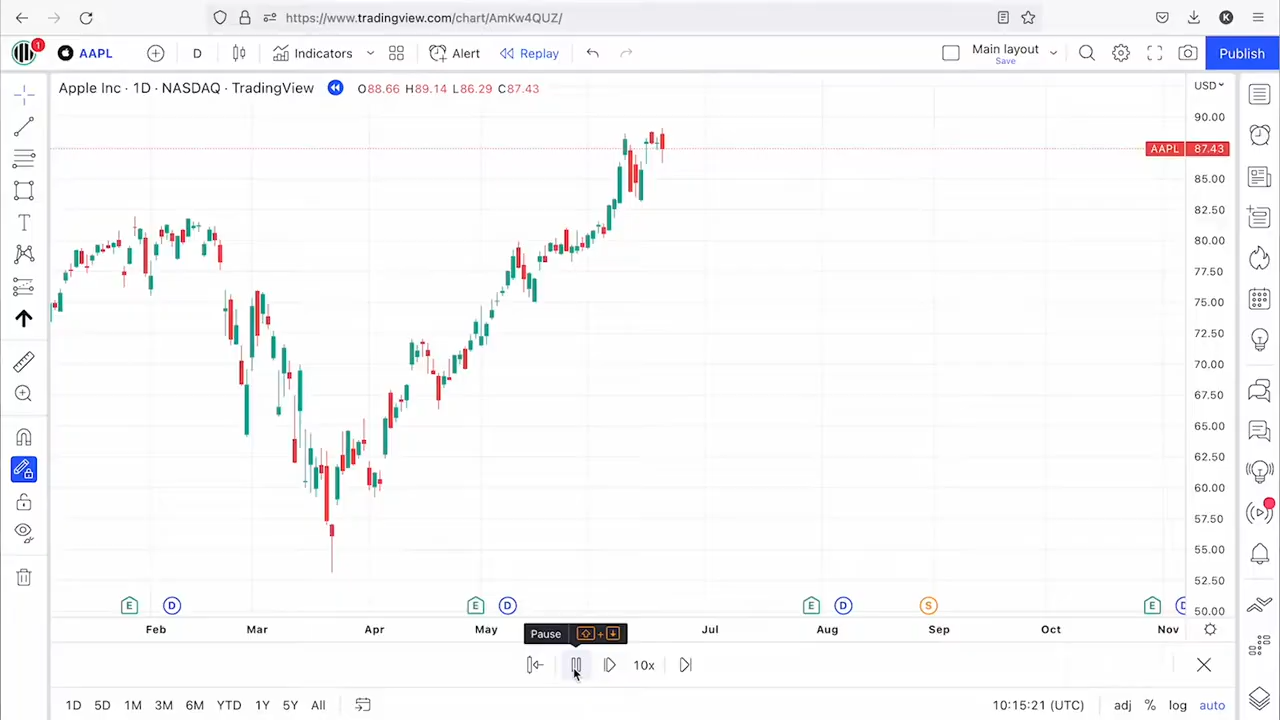 https://www.tradingview.com/chart/AmKw4QUZ/
K
1
AAPL
D
Indicators
Alert
Replay
Main layout
Save
Publish
Apple Inc · 1D · NASDAQ · TradingView
O88.66 H89.14 L86.29 C87.43
USD
90.00
AAPL 87.43
85.00
82.50
80.00
77.50
75.00
72.50
70.00
67.50
65.00
62.50
60.00
57.50
55.00
52.50
50.00
E D E D E D S E D
Feb Mar Apr May Jul Aug Sep Oct Nov
Pause +
10x
1D 5D 1M 3M 6M YTD 1Y 5Y All
10:15:21 (UTC) adj % log auto